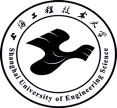 上海工程技术大学
Shanghai University of Engineering Science